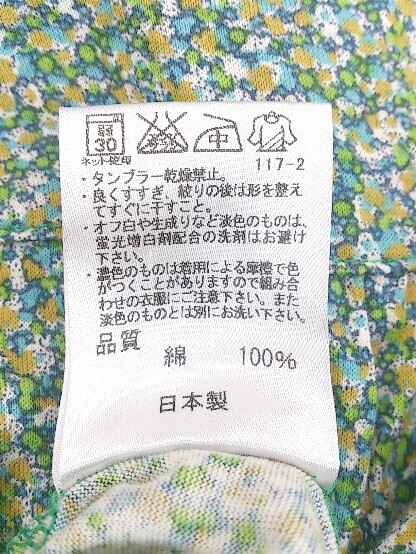 弱
30
中
ネット使用
117-2
・タンブラー乾燥禁止。
・良くすすぎ、絞りの後は形を整え
てすぐに干すこと。
・オフ白や生成りなど淡色のものは、
蛍光増白剤配合の洗剤はお避け
下さい。
・濃色のものは着用による摩擦で色
がつくことがありますので組み合
わせの衣服にご注意下さい。また
淡色のものとは別にお洗い下さい。
品質
綿 100%
日本製